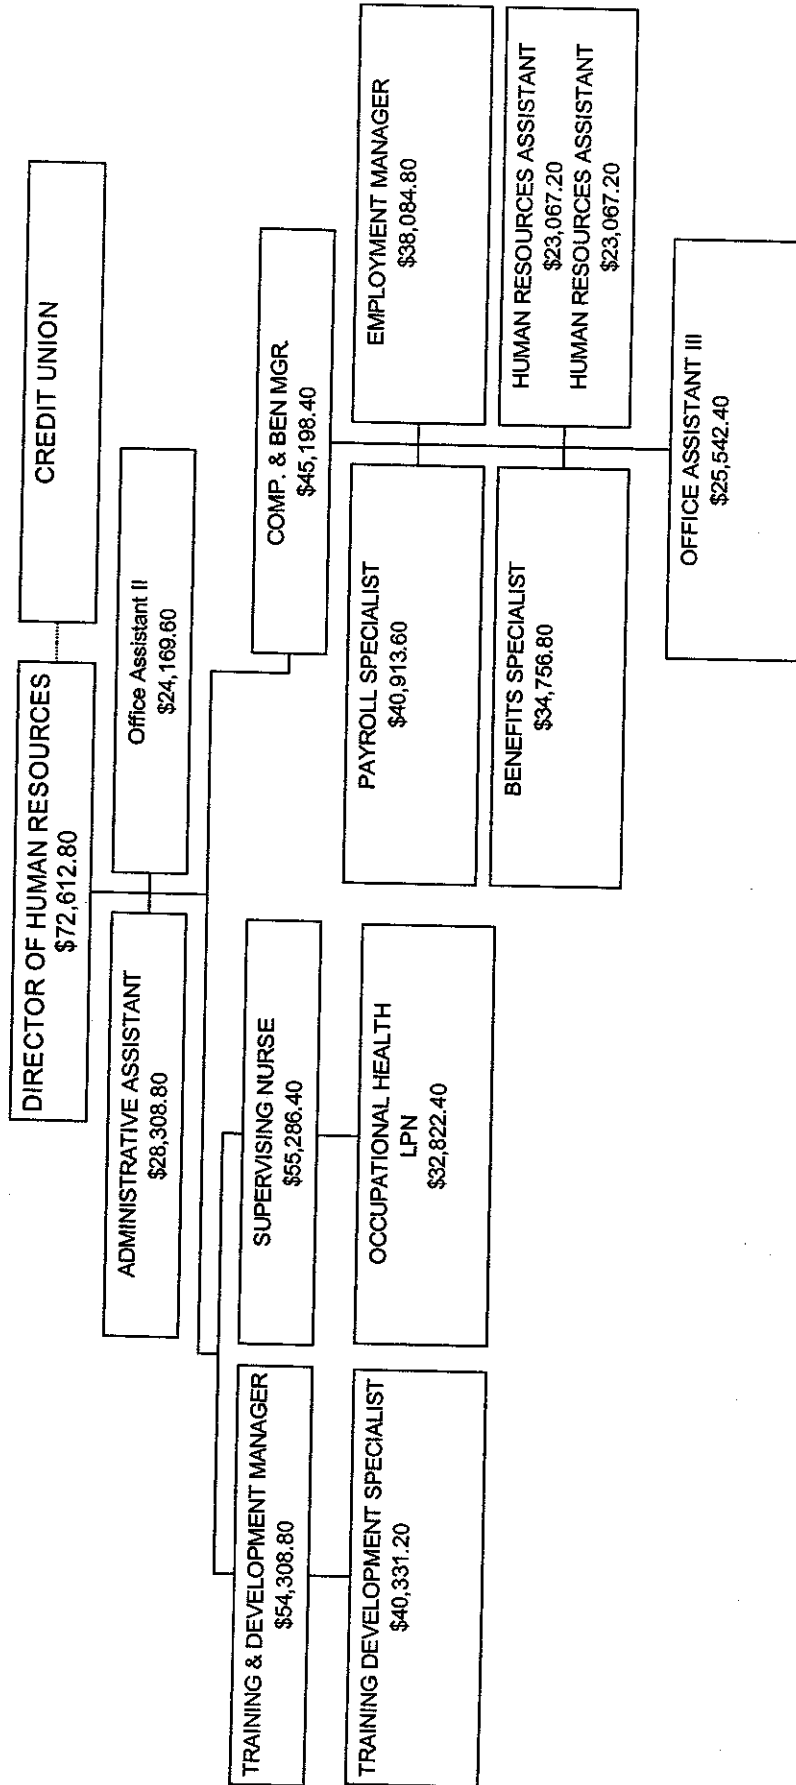 DIRECTOR OF HUMAN RESOURCES
$72,612.80
CREDIT UNION
ADMINISTRATIVE ASSISTANT
$28,308.80
Office Assistant II
$24,169.60
TRAINING & DEVELOPMENT MANAGER
$54,308.80
SUPERVISING NURSE
$55,286.40
COMP. & BEN MGR.
$45,198.40
TRAINING DEVELOPMENT SPECIALIST
$40,331.20
OCCUPATIONAL HEALTH
LPN
$32,822.40
PAYROLL SPECIALIST
$40,913.60
EMPLOYMENT MANAGER
$38,084.80
BENEFITS SPECIALIST
$34,756.80
HUMAN RESOURCES ASSISTANT
$23,067.20
HUMAN RESOURCES ASSISTANT
$23,067.20
OFFICE ASSISTANT III
$25,542.40